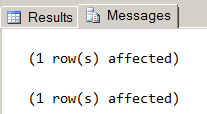 Results Messages
(1 row(s) affected)
(1 row(s) affected)